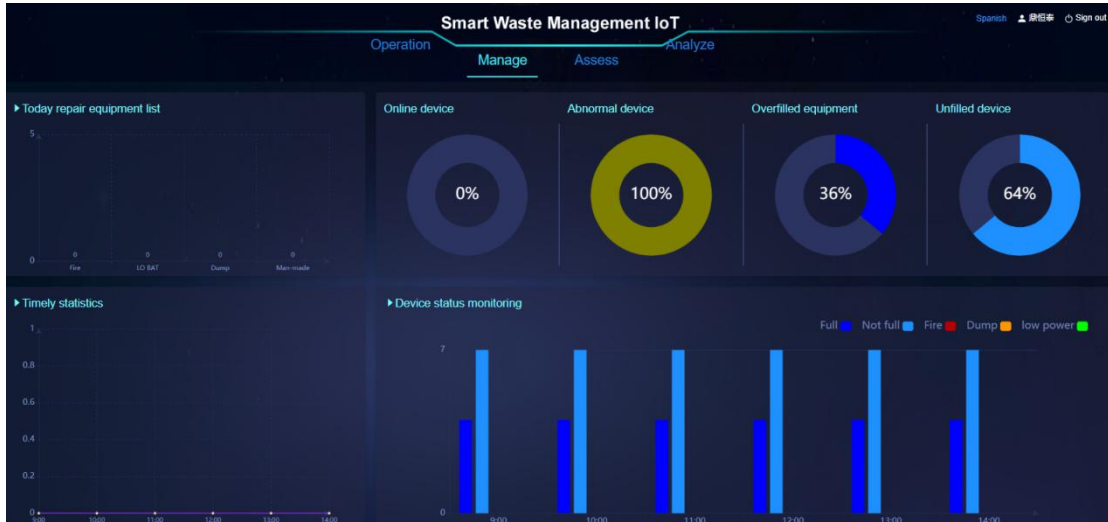 Smart Waste Management IoT
Spanish 鼎恒泰 Sign out
Operation Manage Assess Analyze
Today repair equipment list
5
0
0 0 0 0
Fire LO BAT Dump Man-made
Online device
0%
Abnormal device
100%
Overfilled equipment
36%
Unfilled device
64%
Timely statistics
1
0.8
0.6
0.4
0.2
0
9:00 10:00 11:00 12:00 13:00 14:00
Device status monitoring
Full Not full Fire Dump low power
7
0
9:00 10:00 11:00 12:00 13:00 14:00